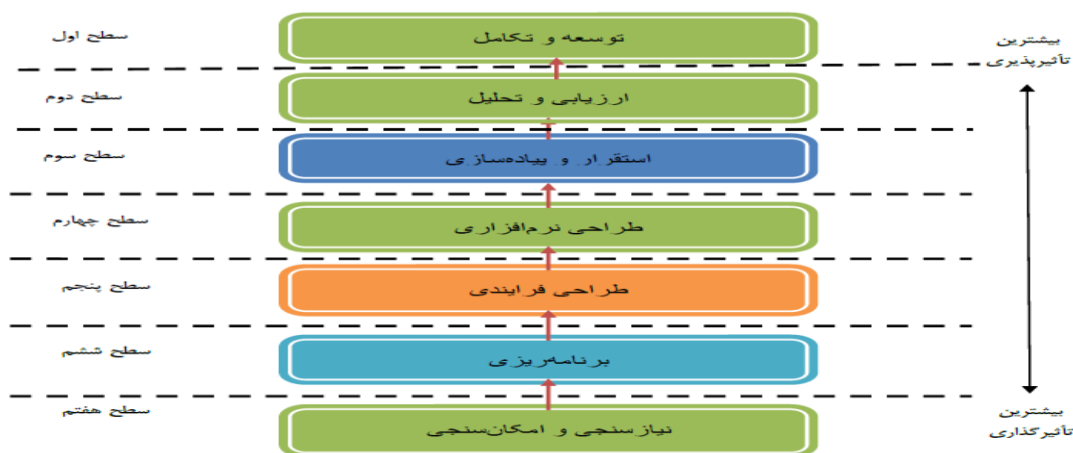 سطح اول
توسعه و تکامل
بیشترین
تأثیرپذیری
سطح دوم
ارزیابی و تحلیل
سطح سوم
استقرار و پیاده‌سازی
سطح چهارم
طراحی نرم‌افزاری
سطح پنجم
طراحی فرایندی
سطح ششم
برنامه‌ریزی
سطح هفتم
نیازسنجی و امکان‌سنجی
بیشترین
تأثیرگذاری